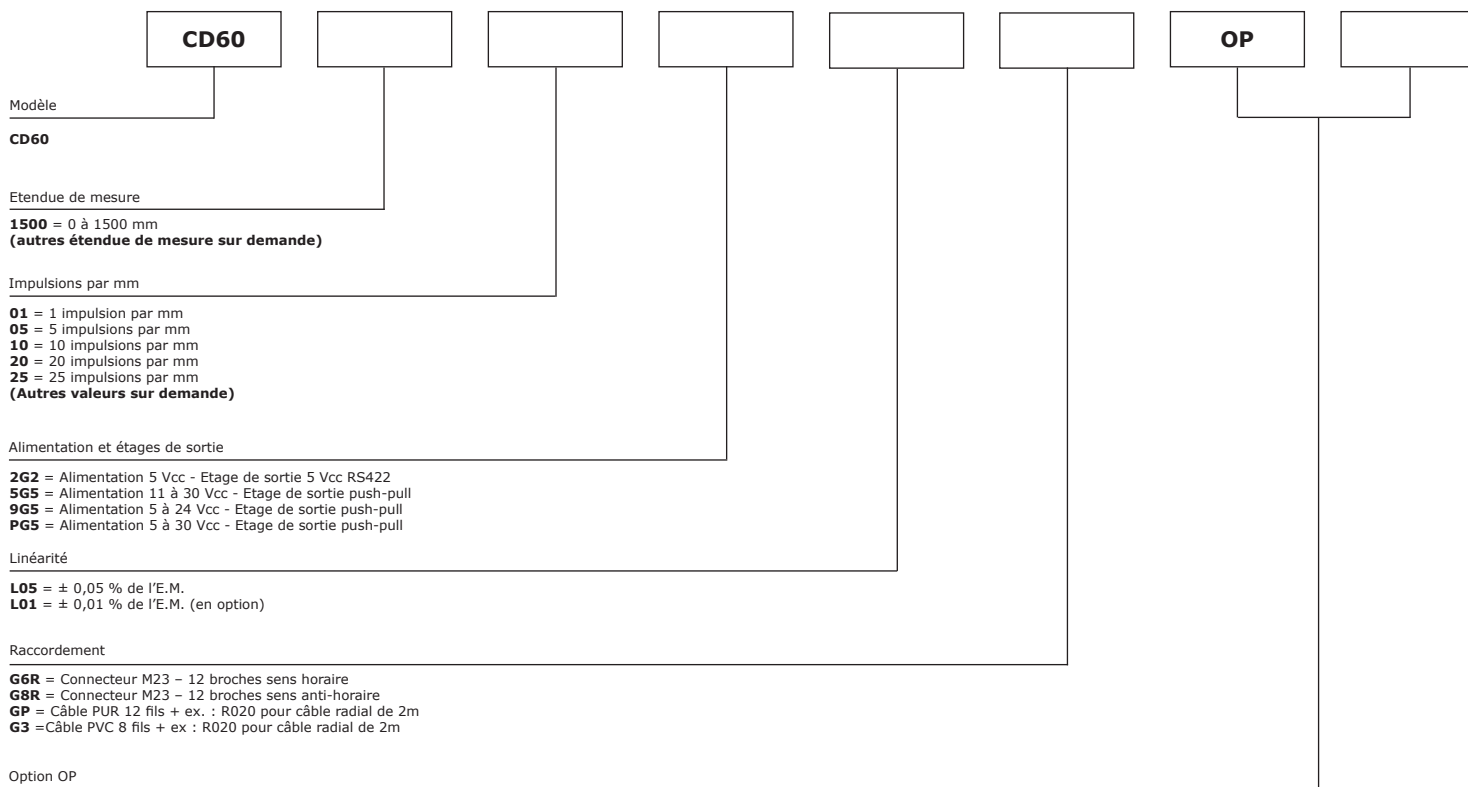 CD60 OP
Modèle
CD60
Etendue de mesure
1500 = 0 à 1500 mm
(autres étendue de mesure sur demande)
Impulsions par mm
01 = 1 impulsion par mm
05 = 5 impulsions par mm
10 = 10 impulsions par mm
20 = 20 impulsions par mm
25 = 25 impulsions par mm
(Autres valeurs sur demande)
Alimentation et étages de sortie
2G2 = Alimentation 5 Vcc - Etage de sortie 5 Vcc RS422
5G5 = Alimentation 11 à 30 Vcc - Etage de sortie push-pull
9G5 = Alimentation 5 à 24 Vcc - Etage de sortie push-pull
PG5 = Alimentation 5 à 30 Vcc - Etage de sortie push-pull
Linéarité
L05 = ± 0,05 % de l'E.M.
L01 = ± 0,01 % de l'E.M. (en option)
Raccordement
G6R = Connecteur M23 – 12 broches sens horaire
G8R = Connecteur M23 – 12 broches sens anti-horaire
GP = Câble PUR 12 fils + ex. : R020 pour câble radial de 2m
G3 =Câble PVC 8 fils + ex : R020 pour câble radial de 2m
Option OP